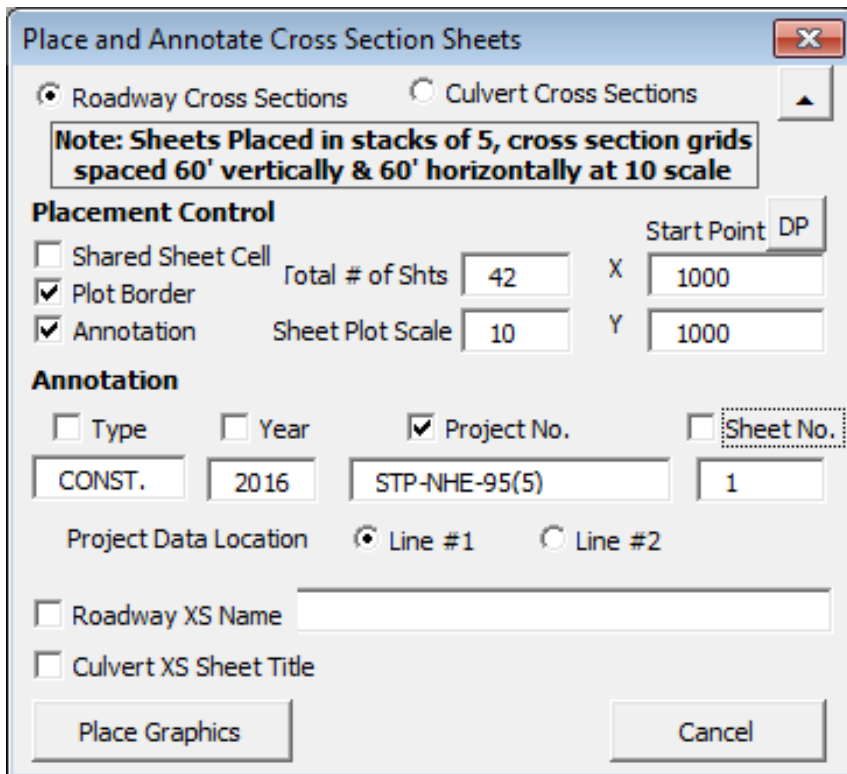 Place and Annotate Cross Section Sheets
Roadway Cross Sections Culvert Cross Sections
Note: Sheets Placed in stacks of 5, cross section grids
spaced 60' vertically & 60' horizontally at 10 scale
Placement Control
Start Point DP
Shared Sheet Cell
Total # of Shts 42 X 1000
Plot Border
Annotation Sheet Plot Scale 10 Y 1000
Annotation
Type Year Project No. Sheet No.
CONST. 2016 STP-NHE-95(5) 1
Project Data Location Line #1 Line #2
Roadway XS Name
Culvert XS Sheet Title
Place Graphics Cancel